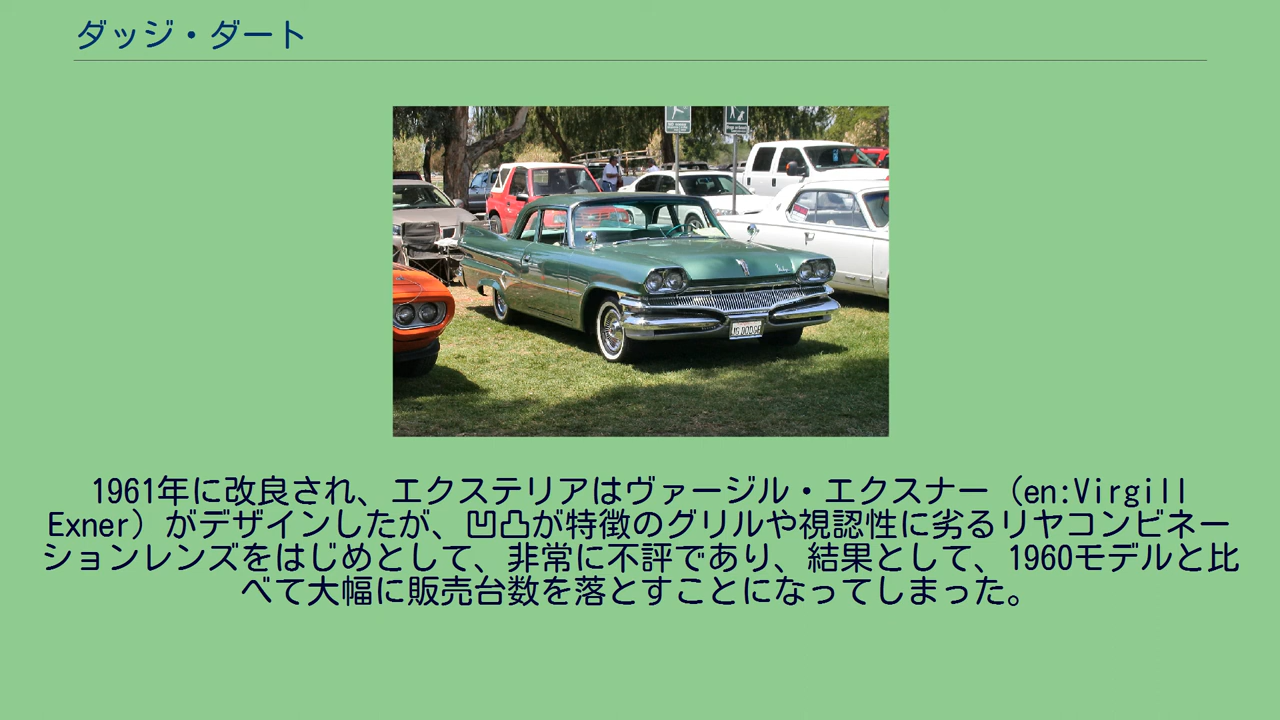 ダッジ・ダート
1961年に改良され、エクステリアはヴァージル・エクスナー（en:Virgill
Exner）がデザインしたが、凹凸が特徴のグリルや視認性に劣るリヤコンビネー
ションレンズをはじめとして、非常に不評であり、結果として、1960モデルと比
べて大幅に販売台数を落とすことになってしまった。